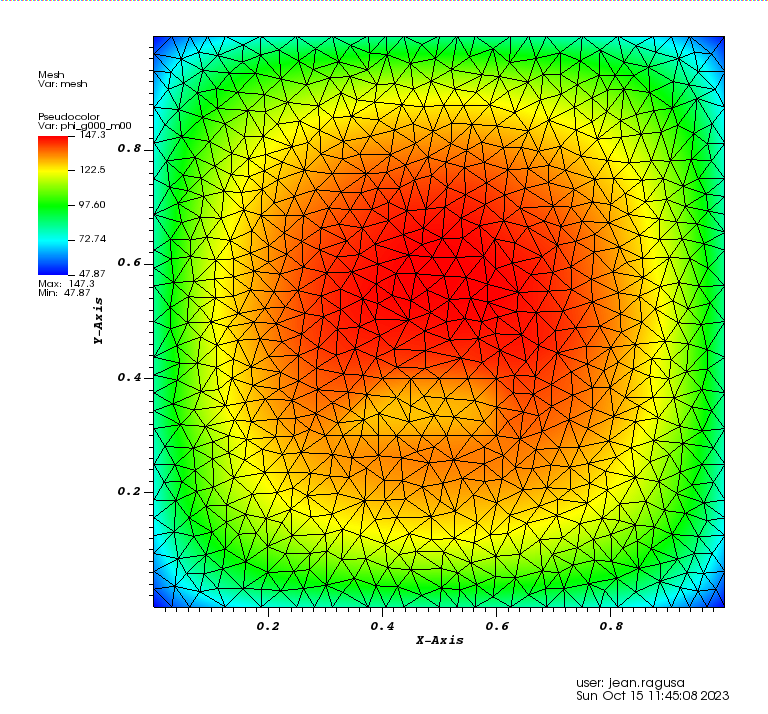 Mesh
Var: mesh
Pseudocolor
Var: phi_g000_m00
147.3
122.5
97.60
72.74
47.87
Max: 147.3
Min: 47.87
Y-Axis
0.8
0.6
0.4
0.2
0.2 0.4 0.6 0.8
X-Axis
user: jean.ragusa
Sun Oct 15 11:45:08 2023